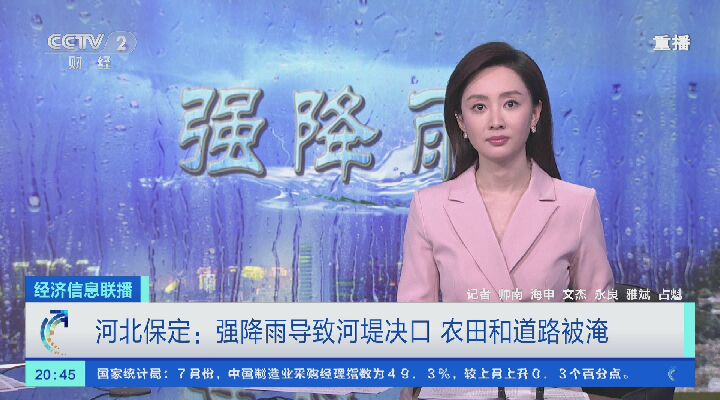 CCTV 2
财经
重播
强降雨
记者 帅南 海申 文杰 永良 雅斌 占魁
经济信息联播
河北保定：强降雨导致河堤决口 农田和道路被淹
20:45
国家统计局：7月份，中国制造业采购经理指数为49．3%，较上月上升0．3个百分点。